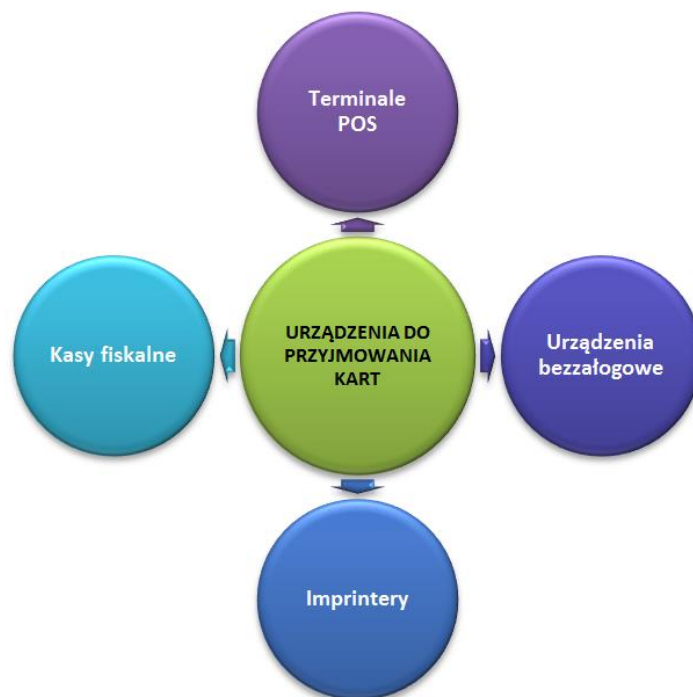 Terminale
POS
Kasy fiskalne
URZĄDZENIA DO
PRZYJMOWANIA
KART
Urządzenia
bezzałogowe
Imprintery